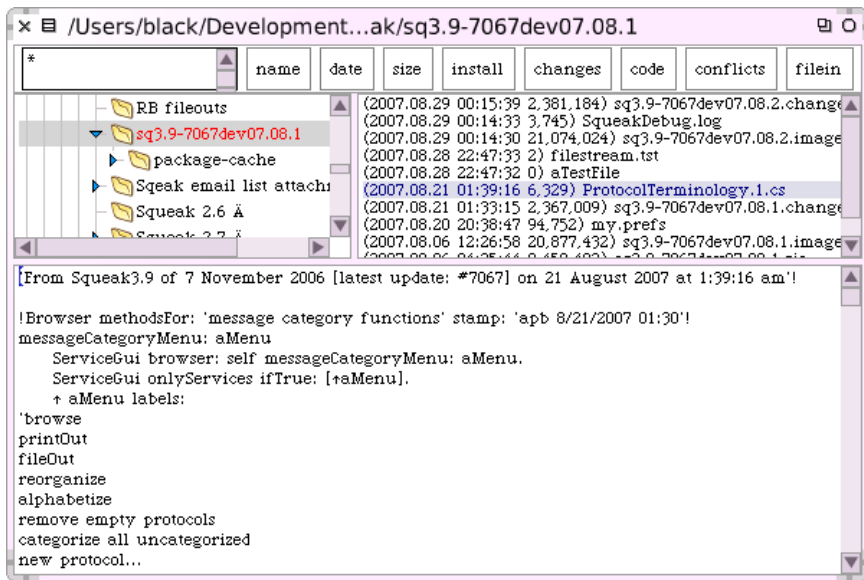 /Users/black/Development...ak/sq3.9-7067dev07.08.1
*
name date size install changes code conflicts filein
RB fileouts
sq3.9-7067dev07.08.1
package-cache
Sqeak email list attach
Squeak 2.6 Ä
Squeak 2.7 Ä
(2007.08.29 00:15:39 2,381,184) sq3.9-7067dev07.08.2.change
(2007.08.29 00:14:33 3,745) SqueakDebug.log
(2007.08.29 00:14:30 21,074,024) sq3.9-7067dev07.08.2.image
(2007.08.28 22:47:33 2) filestream.tst
(2007.08.28 22:47:32 0) aTestFile
(2007.08.21 01:39:16 6,329) ProtocolTerminology.1.cs
(2007.08.21 01:33:15 2,367,009) sq3.9-7067dev07.08.1.change
(2007.08.20 20:38:47 94,752) my.prefs
(2007.08.06 12:26:58 20,877,432) sq3.9-7067dev07.08.1.image
'From Squeak3.9 of 7 November 2006 [latest update: #7067] on 21 August 2007 at 1:39:16 am'!
!Browser methodsFor: 'message category functions' stamp: 'apb 8/21/2007 01:30'!
messageCategoryMenu: aMenu
ServiceGui browser: self messageCategoryMenu: aMenu.
ServiceGui onlyServices ifTrue: [↑aMenu].
↑ aMenu labels:
'browse
printOut
fileOut
reorganize
alphabetize
remove empty protocols
categorize all uncategorized
new protocol...